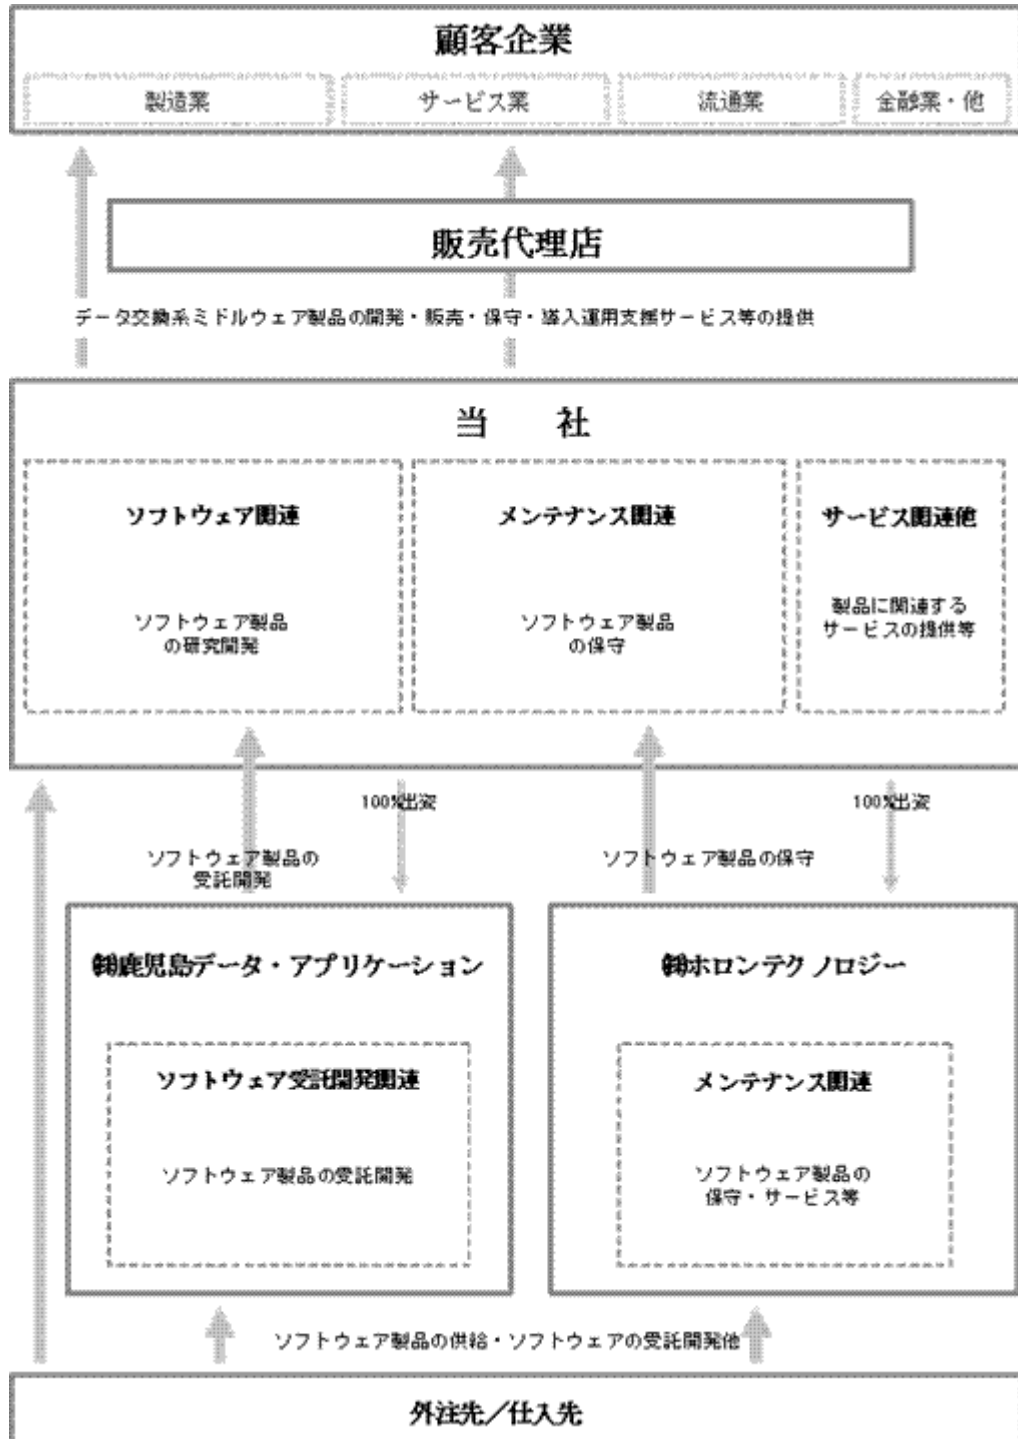 顧客企業
製造業
サービス業
流通業
金融業・他
販売代理店
データ交換系ミドルウェア製品の開発・販売・保守・導入運用支援サービス等の提供
当　　社
ソフトウェア関連
メンテナンス関連
サービス関連他
ソフトウェア製品
の研究開発
ソフトウェア製品
の保守
製品に関連する
サービスの提供等
100%出資
100%出資
ソフトウェア製品の
受託開発
ソフトウェア製品の保守
㈱鹿児島データ・アプリケーション
㈱ホロンテクノロジー
ソフトウェア受託開発関連
メンテナンス関連
ソフトウェア製品の受託開発
ソフトウェア製品の
保守・サービス等
ソフトウェア製品の供給・ソフトウェアの受託開発他
外注先／仕入先